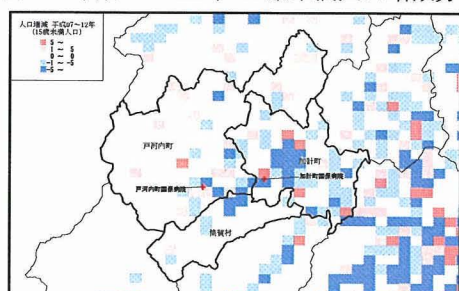 人口増減 平成07~12年
(15歳未満人口)
5 ~
1 ~ 5
0 ~ 0
-1 ~ -5
-5 ~
戸河内町
加計町
加計町国保病院
戸河内町国保病院
筒賀村